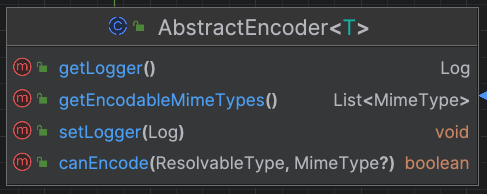 AbstractEncoder<T>
getLogger() Log
getEncodableMimeTypes() List<MimeType>
setLogger(Log) void
canEncode(ResolvableType, MimeType?) boolean